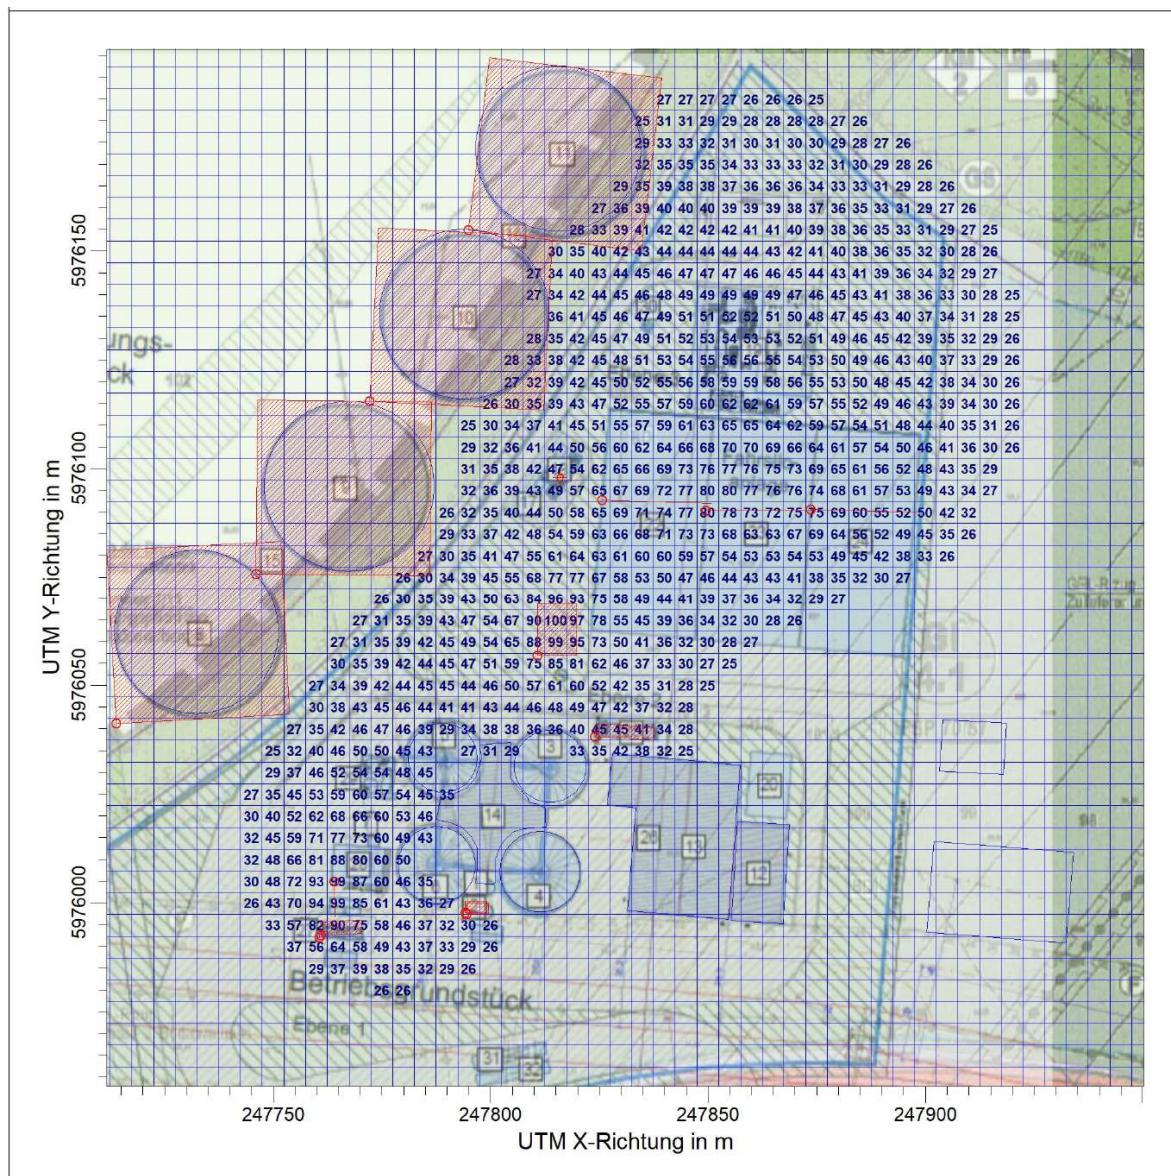 27 27 27 27 26 26 26 25
25 31 31 29 29 28 28 28 28 27 26
29 33 33 32 31 30 31 30 30 29 28 27 26
32 35 35 35 34 33 33 33 32 31 30 29 28 26
29 35 39 38 38 37 36 36 36 34 33 33 31 29 28 26
27 36 39 40 40 40 39 39 39 38 37 36 35 33 31 29 27 26
28 33 39 41 42 42 42 42 41 41 40 39 38 36 35 33 31 29 27 25
30 35 40 42 43 44 44 44 44 44 43 42 41 40 38 36 35 32 30 28 26
27 34 40 43 44 45 46 47 47 47 46 46 45 44 43 41 39 36 34 32 29 27
27 34 42 44 45 46 48 49 49 49 49 49 47 46 45 43 41 38 36 33 30 28 25
36 41 45 46 47 49 51 51 52 52 51 50 48 47 45 43 40 37 34 31 28 25
28 35 42 45 47 49 51 52 53 54 53 53 52 51 49 46 45 42 39 35 32 29 26
28 33 38 42 45 48 51 53 54 55 56 56 55 54 53 50 49 46 43 40 37 33 29 26
27 32 39 42 45 50 52 55 56 58 59 59 58 56 55 53 50 48 45 42 38 34 30 26
26 30 35 39 43 47 52 55 57 59 60 62 62 61 59 57 55 52 49 46 43 39 34 30 26
25 30 34 37 41 45 51 55 57 59 61 63 65 65 64 62 59 57 54 51 48 44 40 35 31 26
29 32 36 41 44 50 56 60 62 64 66 68 70 70 69 66 64 61 57 54 50 46 41 36 30 26
31 35 38 42 47 54 62 65 66 69 73 76 77 76 75 73 69 65 61 56 52 48 43 35 29
32 36 39 43 49 57 65 67 69 72 77 80 80 77 76 76 74 68 61 57 53 49 43 34 27
26 32 35 40 44 50 58 65 69 71 74 77 80 78 73 72 75 75 69 60 55 52 50 42 32
29 33 37 42 48 54 59 63 66 68 71 73 73 68 63 63 67 69 64 56 52 49 45 35 26
27 30 35 41 47 55 61 64 63 61 60 60 59 57 54 53 53 54 53 49 45 42 38 33 26
26 30 34 39 45 55 68 77 77 67 58 53 50 47 46 44 43 43 41 38 35 32 30 27
26 30 35 39 43 50 63 84 96 93 75 58 49 44 41 39 37 36 34 32 29 27
27 31 35 39 43 47 54 67 90 100 97 78 55 45 39 36 34 32 30 28 26
27 31 35 39 42 45 49 54 65 88 99 95 73 50 41 36 32 30 28 27
30 35 39 42 44 45 47 51 59 75 85 81 62 46 37 33 30 27 25
27 34 39 42 44 45 45 44 46 50 57 61 60 52 42 35 31 28 25
30 38 43 45 46 44 41 41 43 44 46 48 49 47 42 37 32 28
27 35 42 46 47 46 39 29 34 38 38 36 36 40 45 45 41 34 28
25 32 40 46 50 50 45 43 27 31 29 33 35 42 38 32 25
29 37 46 52 54 54 48 45
27 35 45 53 59 60 57 54 45 35
30 40 52 62 68 66 60 53 46
32 45 59 71 77 73 60 49 43
32 48 66 81 88 80 60 50
30 48 72 93 99 87 60 46 35
26 43 70 94 99 85 61 43 36 27
33 57 82 90 75 58 46 37 32 30 26
37 56 64 58 49 43 37 33 29 26
29 37 39 38 35 32 29 26
26 26
11
10
8
15
3
14
4
13
12
20
31
32
Betriebsgrundstück
Ebene 1
ungs-
ck
GS
5976150
5976100
5976050
5976000
UTM Y-Richtung in m
247750 247800 247850 247900
UTM X-Richtung in m